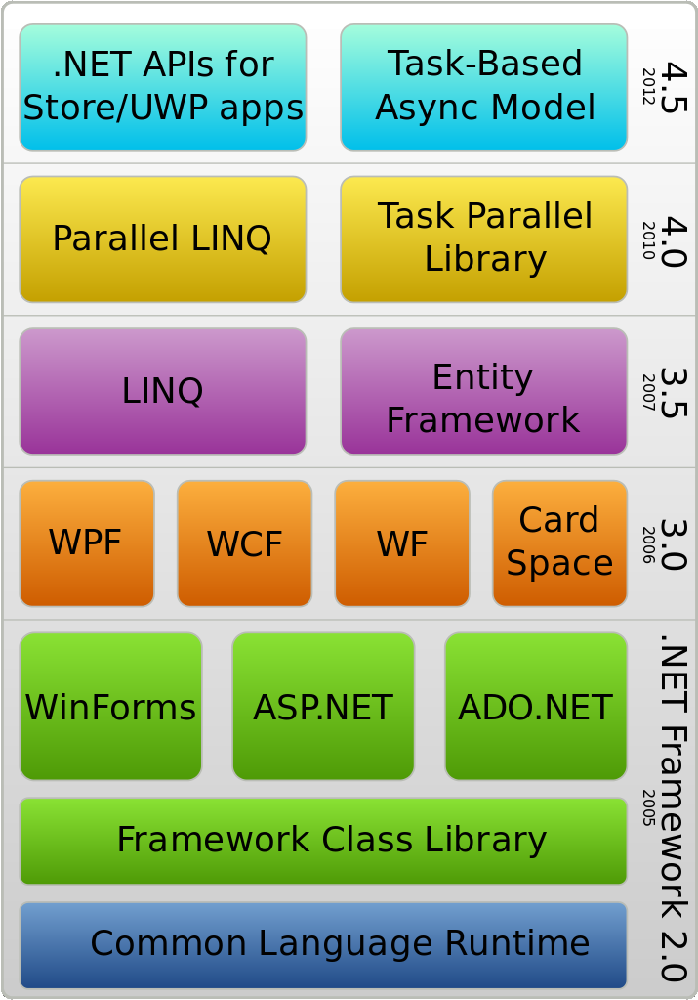 .NET APIs for
Store/UWP apps
Task-Based
Async Model
4.5
2012
Parallel LINQ
Task Parallel
Library
4.0
2010
LINQ
Entity
Framework
3.5
2007
WPF
WCF
WF
Card
Space
3.0
2006
WinForms
ASP.NET
ADO.NET
Framework Class Library
Common Language Runtime
.NET Framework 2.0
2005